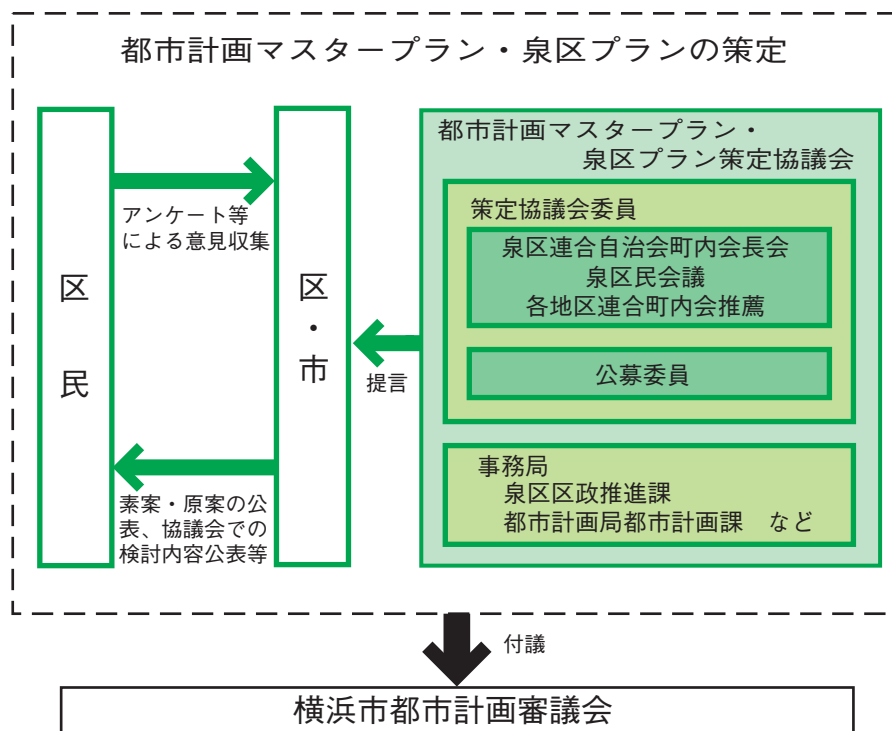 都市計画マスタープラン・泉区プランの策定
区民
アンケート等
による意見収集
素案・原案の公
表、協議会での
検討内容公表等
区・市
提言
都市計画マスタープラン・
泉区プラン策定協議会
策定協議会委員
泉区連合自治会町内会長会
泉区民会議
各地区連合町内会推薦
公募委員
事務局
泉区区政推進課
都市計画局都市計画課 など
付議
横浜市都市計画審議会